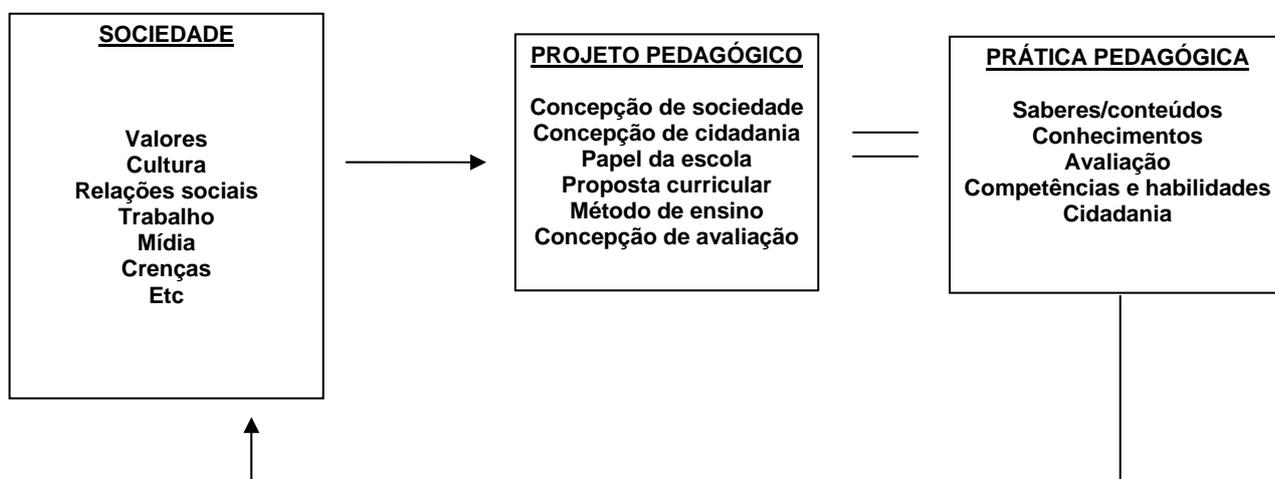 SOCIEDADE
Valores
Cultura
Relações sociais
Trabalho
Mídia
Crenças
Etc
PROJETO PEDAGÓGICO
Concepção de sociedade
Concepção de cidadania
Papel da escola
Proposta curricular
Método de ensino
Concepção de avaliação
PRÁTICA PEDAGÓGICA
Saberes/conteúdos
Conhecimentos
Avaliação
Competências e habilidades
Cidadania